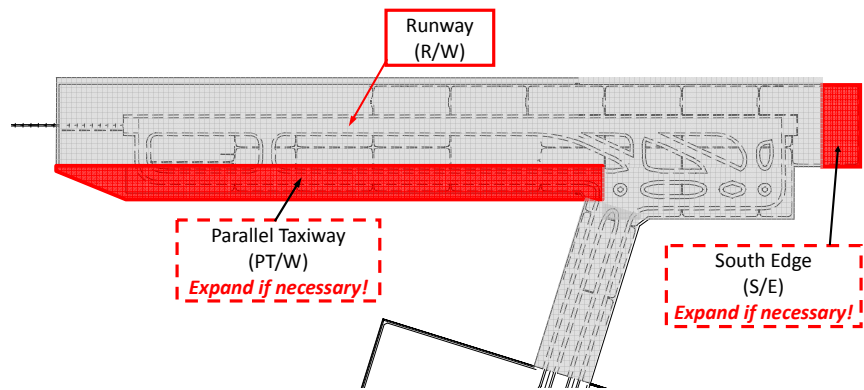 Runway
(R/W)
Parallel Taxiway
(PT/W)
Expand if necessary!
South Edge
(S/E)
Expand if necessary!